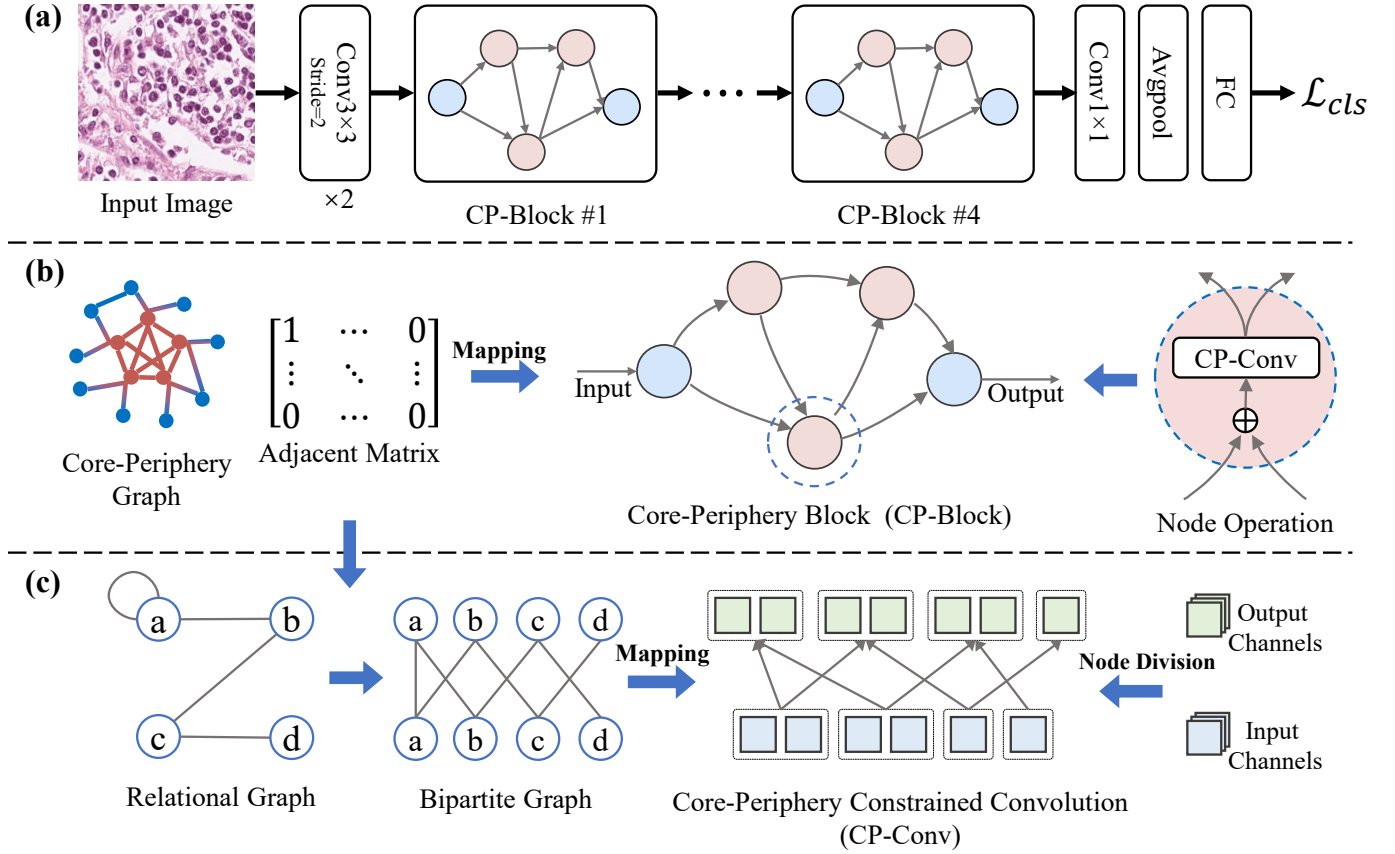 (a)
Conv3×3
Stride=2
×2
Input Image
CP-Block #1
CP-Block #4
Conv1×1
Avgpool
FC
ℒcls
(b)
Core-Periphery
Graph
1 ⋯ 0
⋮ ⋱ ⋮
0 ⋯ 0
Adjacent Matrix
Mapping
Input
Output
Core-Periphery Block (CP-Block)
CP-Conv
Node Operation
(c)
a
b
c
d
Relational Graph
a b c d
a b c d
Bipartite Graph
Mapping
Core-Periphery Constrained Convolution
(CP-Conv)
Node Division
Output
Channels
Input
Channels